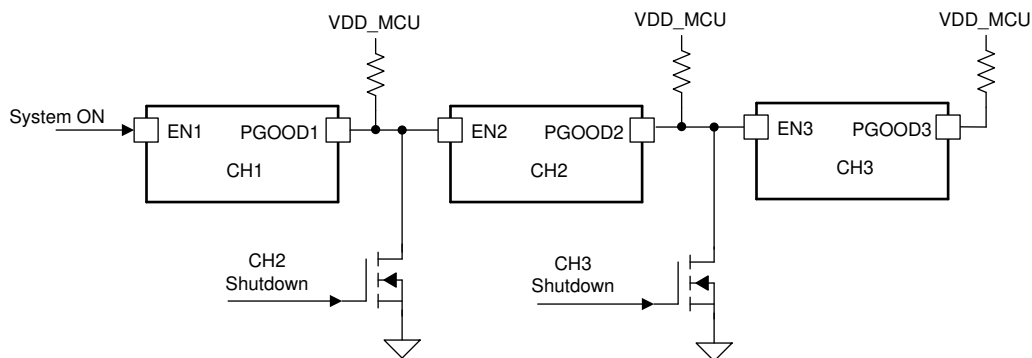 VDD_MCU
VDD_MCU
VDD_MCU
System ON
EN1
PGOOD1
CH1
EN2
PGOOD2
CH2
EN3
PGOOD3
CH3
CH2
Shutdown
CH3
Shutdown